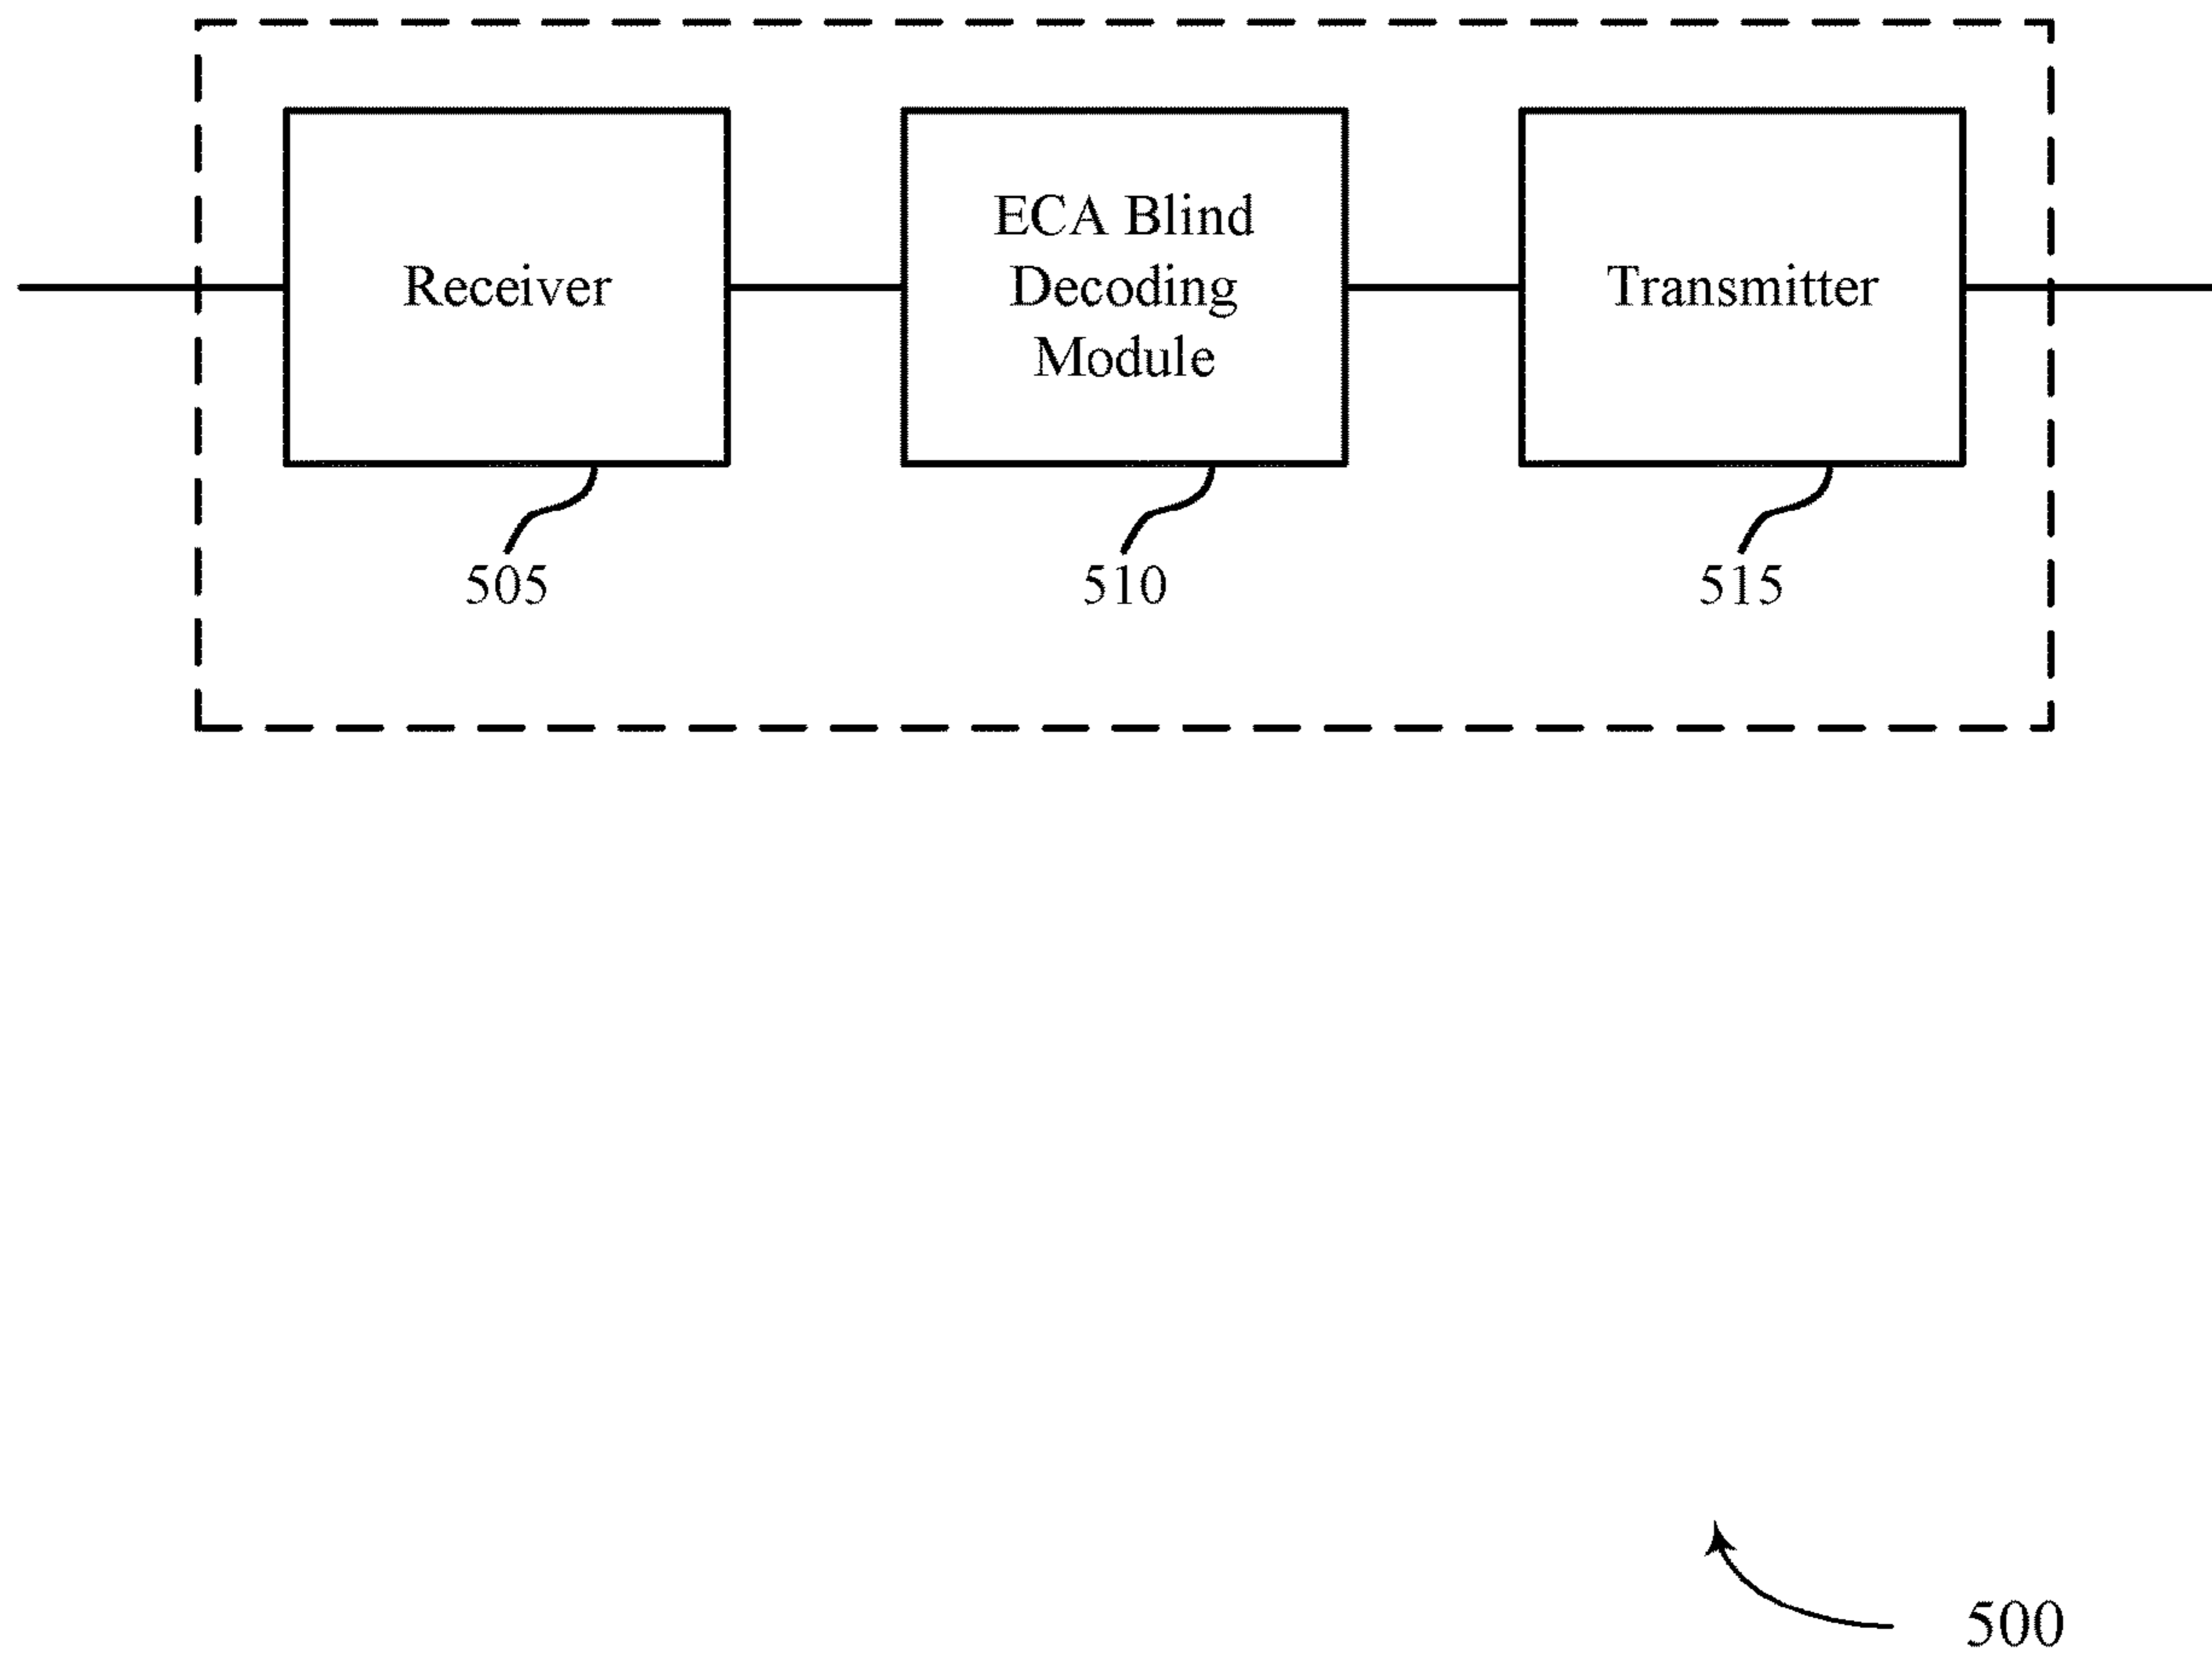 Receiver
ECA Blind
Decoding
Module
Transmitter
505
510
515
500